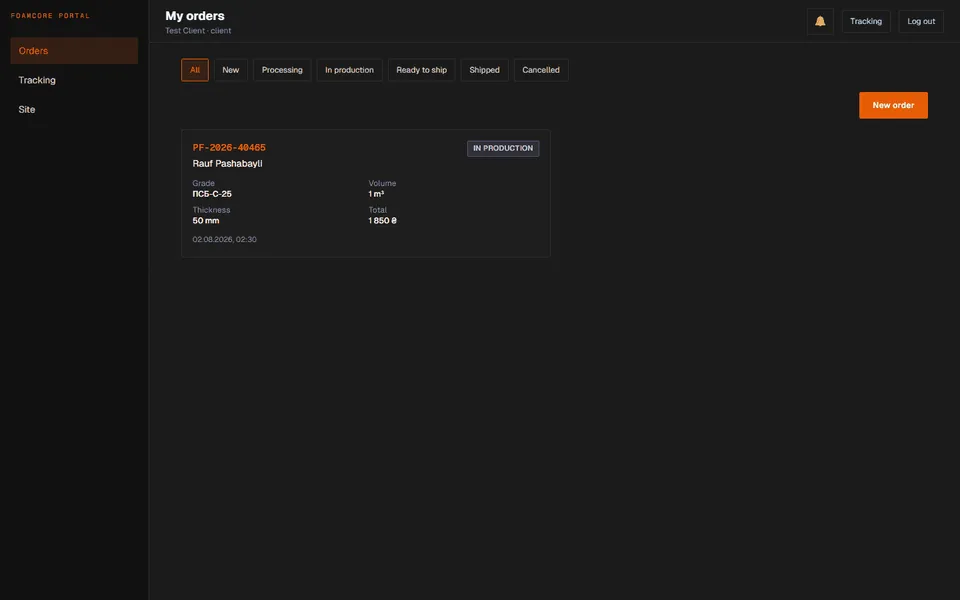 FOAMCORE PORTAL
Orders
Tracking
Site
My orders
Test Client · client
Tracking
Log out
All
New
Processing
In production
Ready to ship
Shipped
Cancelled
New order
PF-2026-40465
IN PRODUCTION
Rauf Pashabayli
Grade
ПСБ-С-25
Volume
1 m³
Thickness
50 mm
Total
1 850 ₴
02.08.2026, 02:30